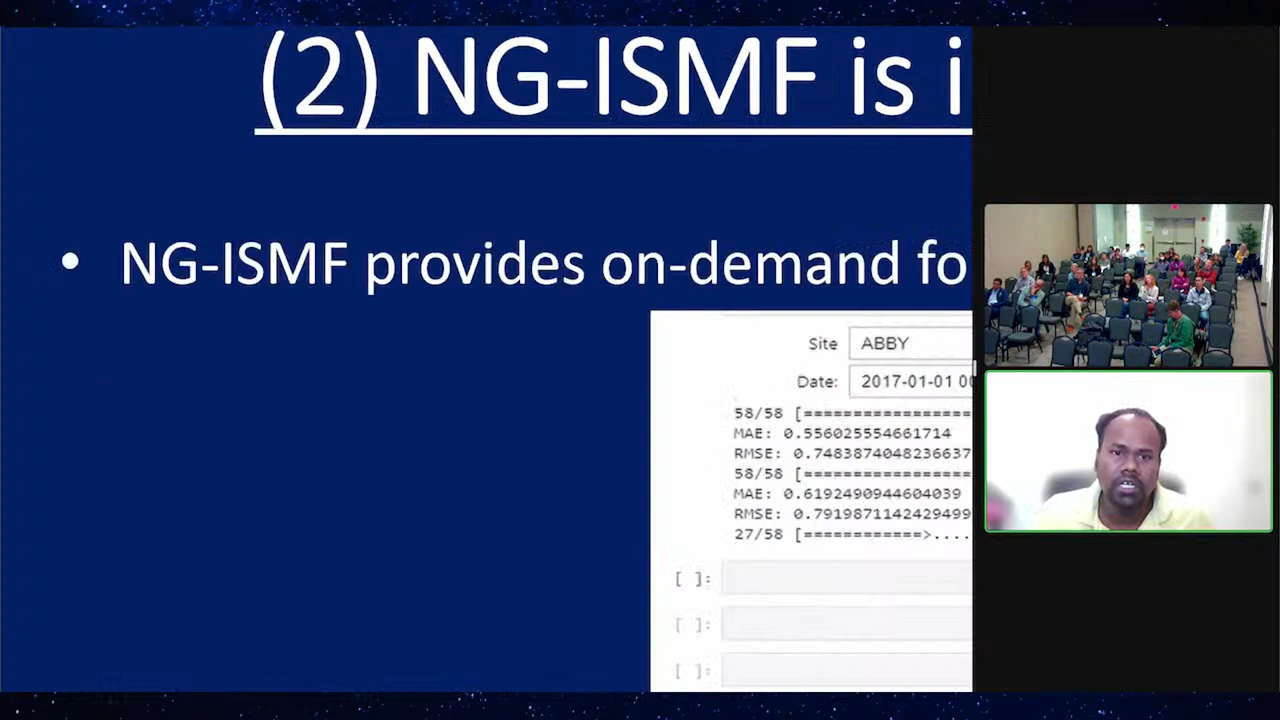 (2) NG-ISMF is i
• NG-ISMF provides on-demand fo
Site ABBY
Date: 2017-01-01 00
58/58 [=================
MAE: 0.556025554661714
RMSE: 0.7483874048236637
58/58 [=================
MAE: 0.6192490944604039
RMSE: 0.7919871142429499
27/58 [============>....
[ ]:
[ ]:
[ ]: